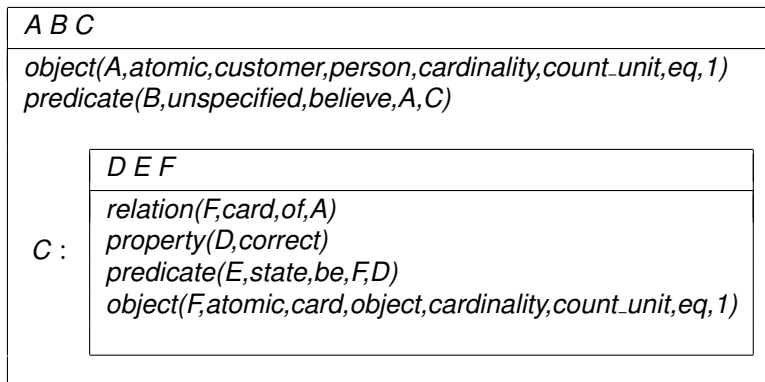 A B C
object(A,atomic,customer,person,cardinality,count_unit,eq,1)
predicate(B,unspecified,believe,A,C)
D E F
relation(F,card,of,A)
property(D,correct)
C :
predicate(E,state,be,F,D)
object(F,atomic,card,object,cardinality,count_unit,eq,1)